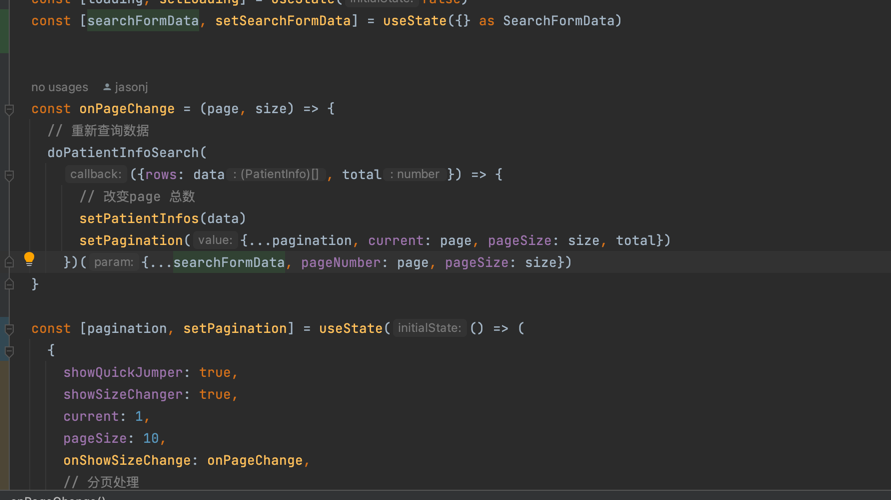 const [loading, setLoading] = useState( initialState: false)
const [searchFormData, setSearchFormData] = useState({} as SearchFormData)
no usages jasonj
const onPageChange = (page, size) => {
// 重新查询数据
doPatientInfoSearch(
callback: ({rows: data : (PatientInfo)[] , total : number }) => {
// 改变page 总数
setPatientInfos(data)
setPagination( value: {...pagination, current: page, pageSize: size, total})
})( param: {...searchFormData, pageNumber: page, pageSize: size})
}
const [pagination, setPagination] = useState( initialState: () => (
{
showQuickJumper: true,
showSizeChanger: true,
current: 1,
pageSize: 10,
onShowSizeChange: onPageChange,
// 分页处理
onPageChange()